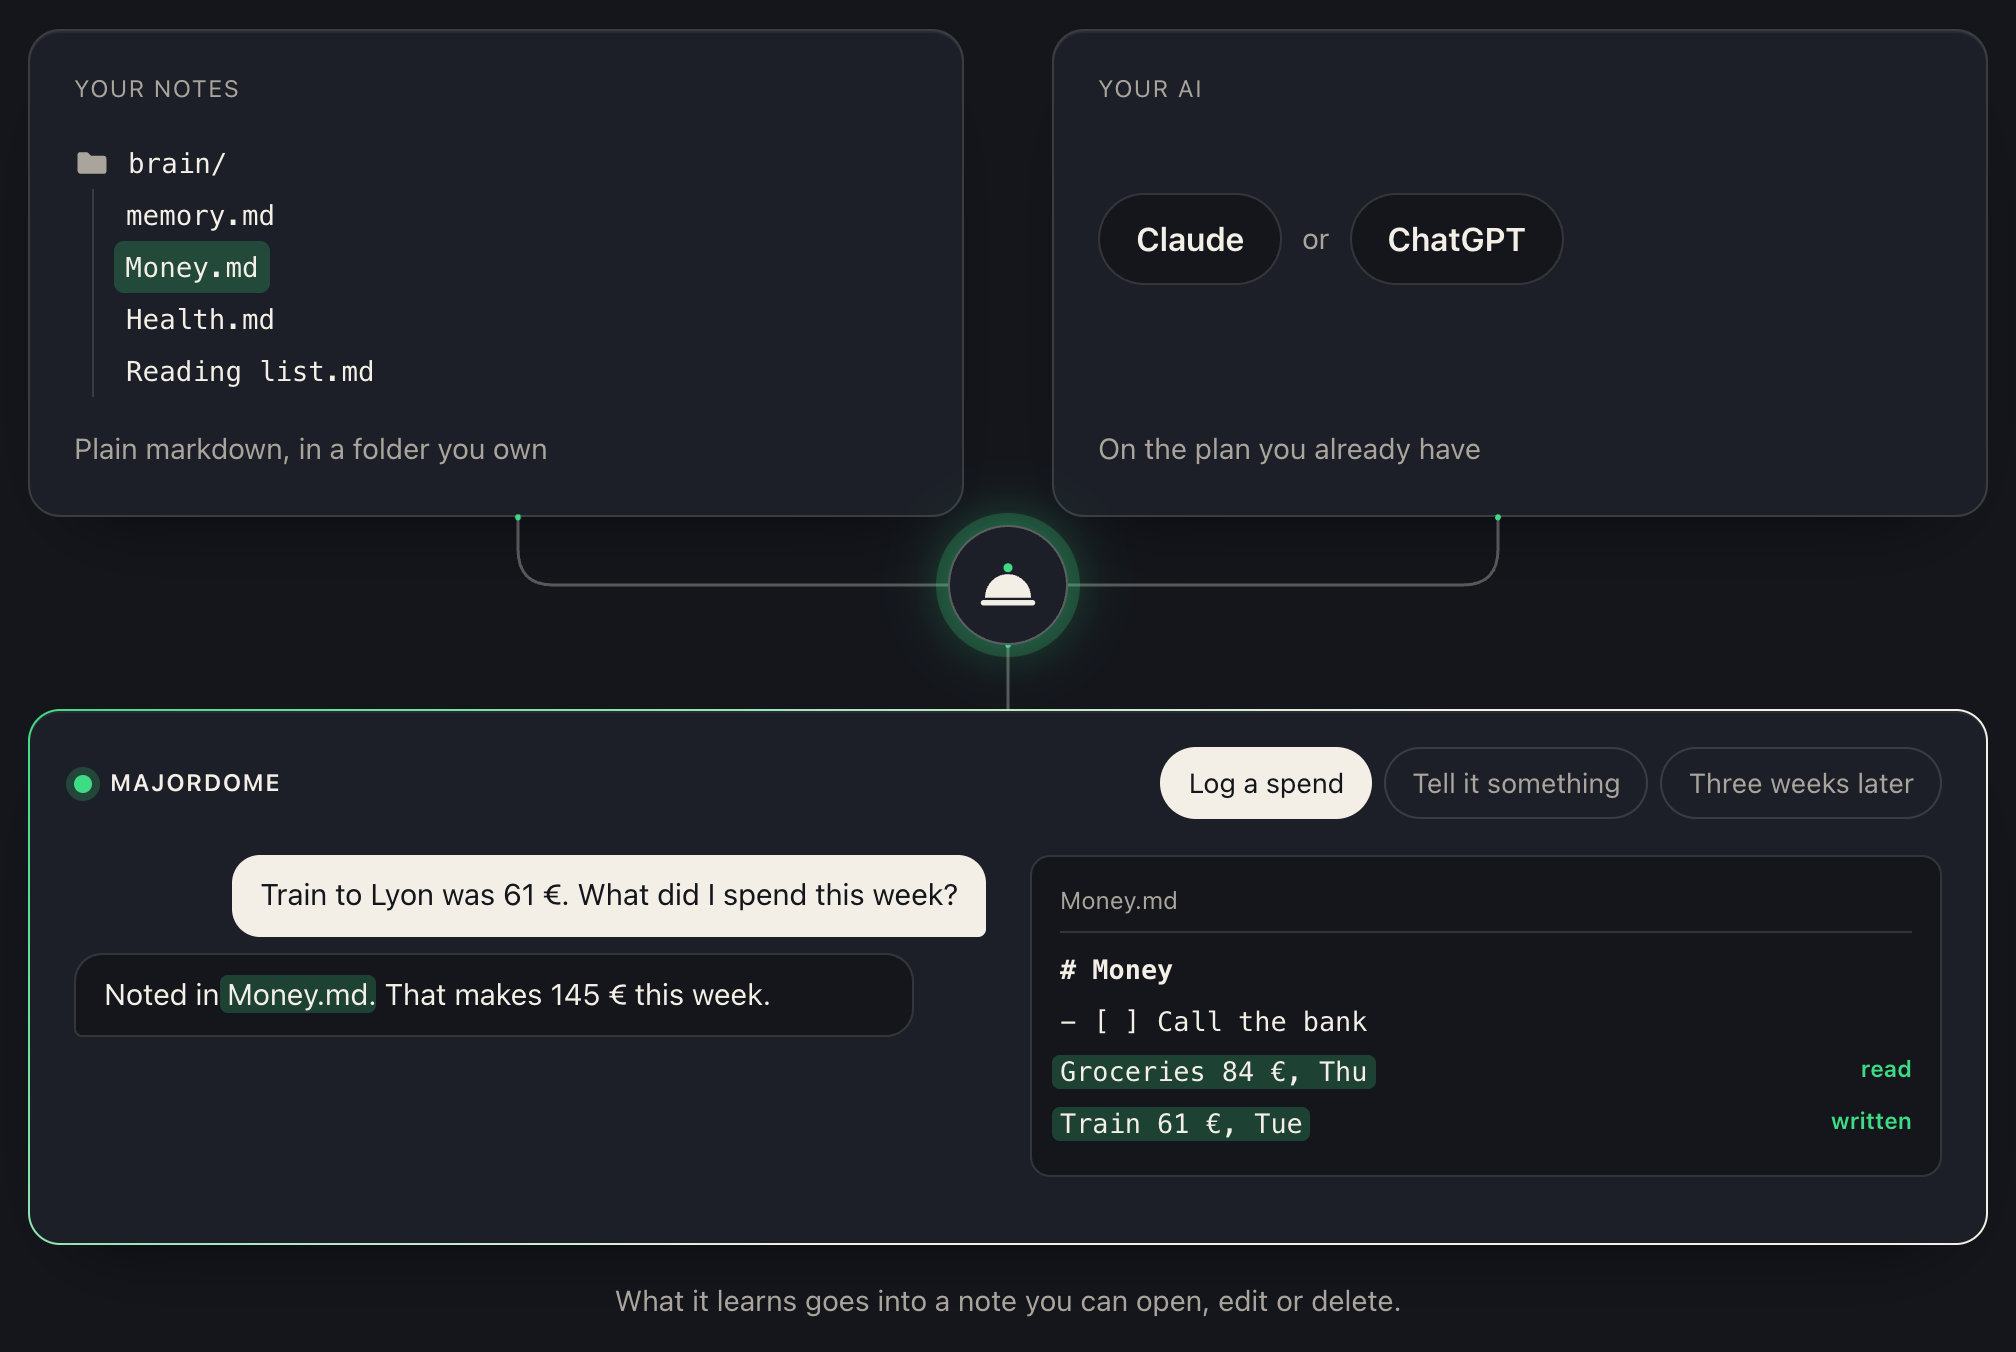 YOUR NOTES
brain/
memory.md
Money.md
Health.md
Reading list.md
Plain markdown, in a folder you own
YOUR AI
Claude or ChatGPT
On the plan you already have
MAJORDOME
Log a spend
Tell it something
Three weeks later
Train to Lyon was 61 €. What did I spend this week?
Noted in Money.md. That makes 145 € this week.
Money.md
# Money
– [ ] Call the bank
Groceries 84 €, Thu read
Train 61 €, Tue written
What it learns goes into a note you can open, edit or delete.